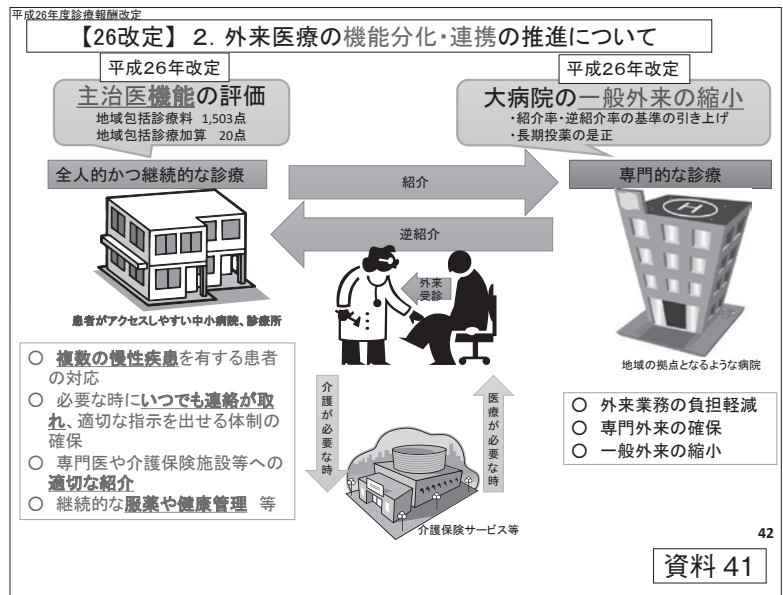 平成26年度診療報酬改定
【26改定】 2．外来医療の機能分化・連携の推進について
平成26年改定
主治医機能の評価
地域包括診療料 1,503点
地域包括診療加算 20点
平成26年改定
大病院の一般外来の縮小
・紹介率・逆紹介率の基準の引き上げ
・長期投薬の是正
全人的かつ継続的な診療
紹介
専門的な診療
逆紹介
H
外来
受診
患者がアクセスしやすい中小病院、診療所
地域の拠点となるような病院
○ 複数の慢性疾患を有する患者
の対応
○ 必要な時にいつでも連絡が取
れ、適切な指示を出せる体制の
確保
○ 専門医や介護保険施設等への
適切な紹介
○ 継続的な服薬や健康管理 等
介護が必要な時
医療が必要な時
介護保険サービス等
○ 外来業務の負担軽減
○ 専門外来の確保
○ 一般外来の縮小
42
資料 41